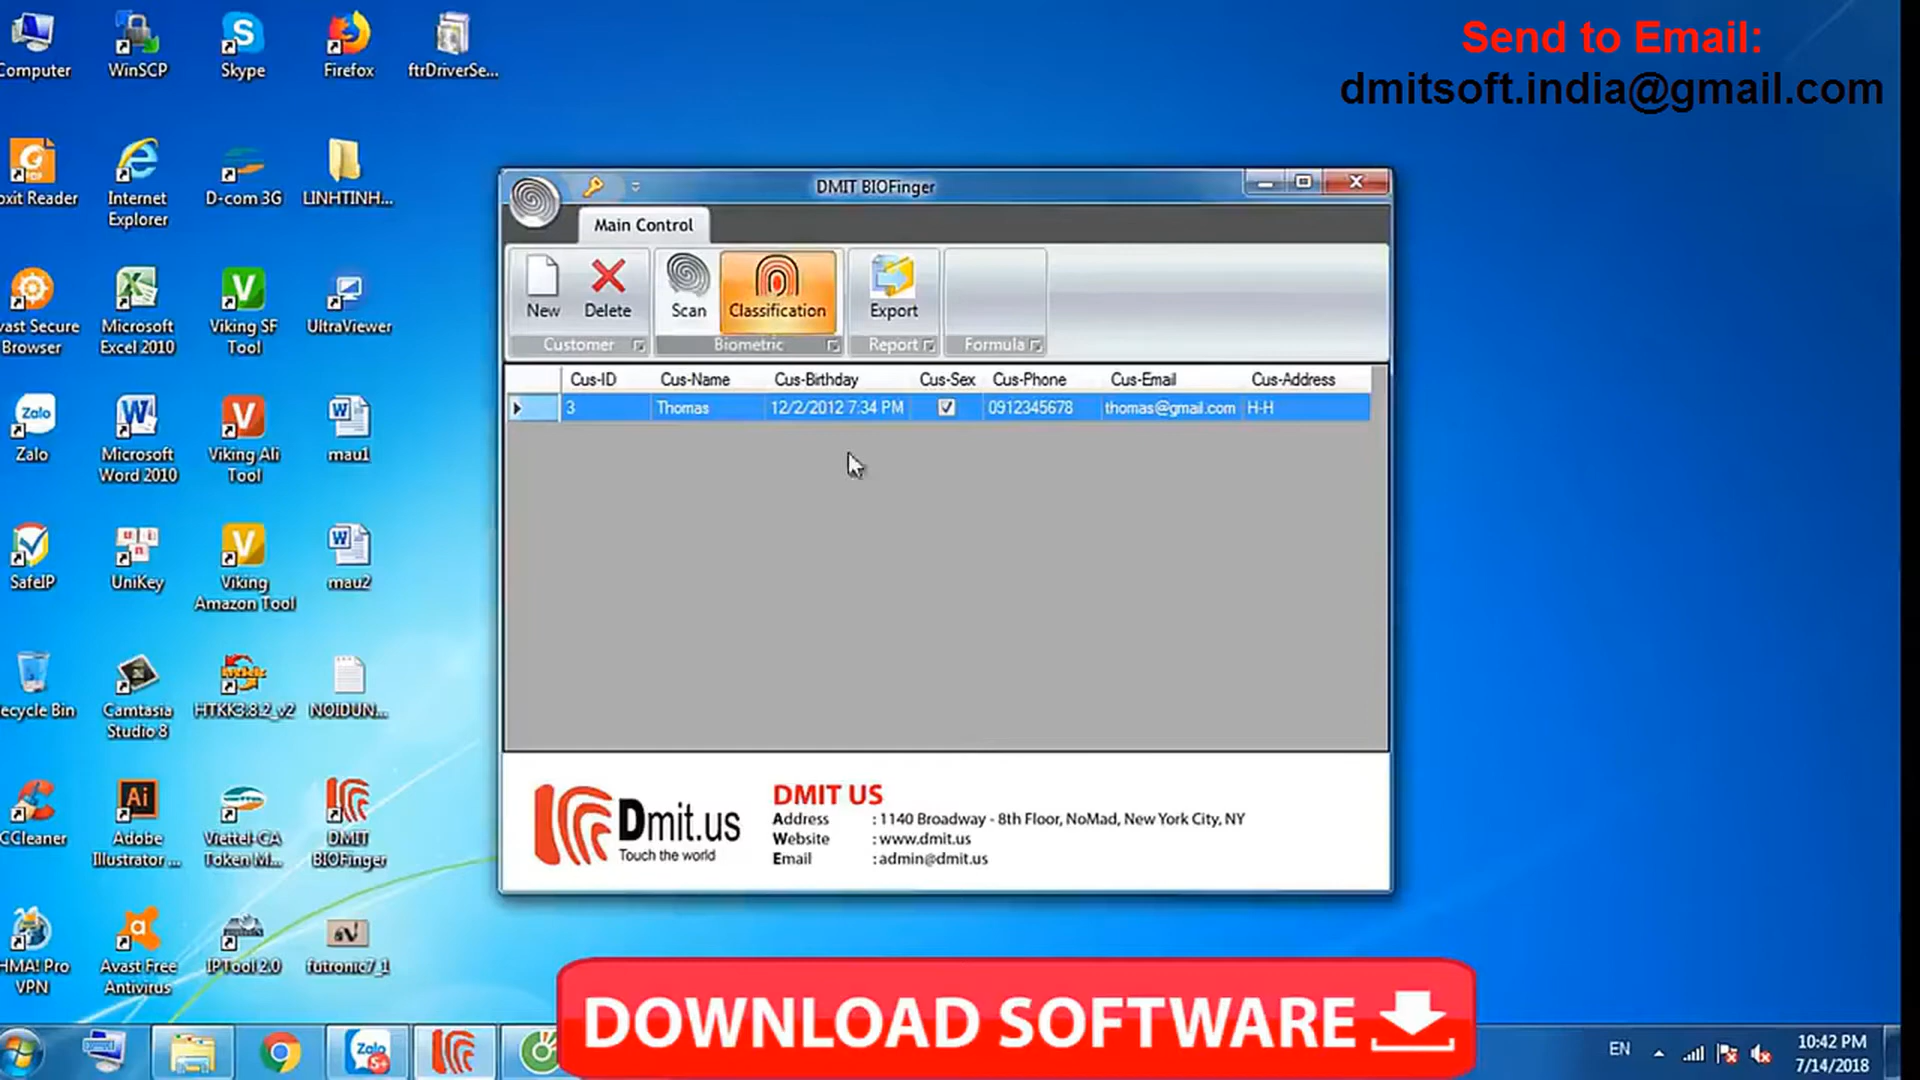 Send to Email:
dmitsoft.india@gmail.com
Computer
WinSCP
Skype
Firefox
ftrDriverSe...
oxit Reader
Internet
Explorer
D-com 3G
LINHTINH...
vast Secure
Browser
Microsoft
Excel 2010
Viking SF
Tool
UltraViewer
Zalo
Zalo
Microsoft
Word 2010
Viking Ali
Tool
mau1
SafeIP
UniKey
Viking
Amazon Tool
mau2
ecycle Bin
Camtasia
Studio 8
HTKK3.8.2_v2
NOIDUN...
CCleaner
Ai
Adobe
Illustrator ...
Viettel-CA
Token M...
DMIT
BIOFinger
HMA! Pro
VPN
Avast Free
Antivirus
IPTool 2.0
futronic7_1
DMIT BIOFinger
Main Control
New
Delete
Scan
Classification
Export
Customer
Biometric
Report
Formula
Cus-ID Cus-Name Cus-Birthday Cus-Sex Cus-Phone Cus-Email Cus-Address
3 Thomas 12/2/2012 7:34 PM 0912345678 thomas@gmail.com H-H
Dmit.us
Touch the world
DMIT US
Address : 1140 Broadway - 8th Floor, NoMad, New York City, NY
Website : www.dmit.us
Email : admin@dmit.us
DOWNLOAD SOFTWARE
Zalo
5+
EN
10:42 PM
7/14/2018